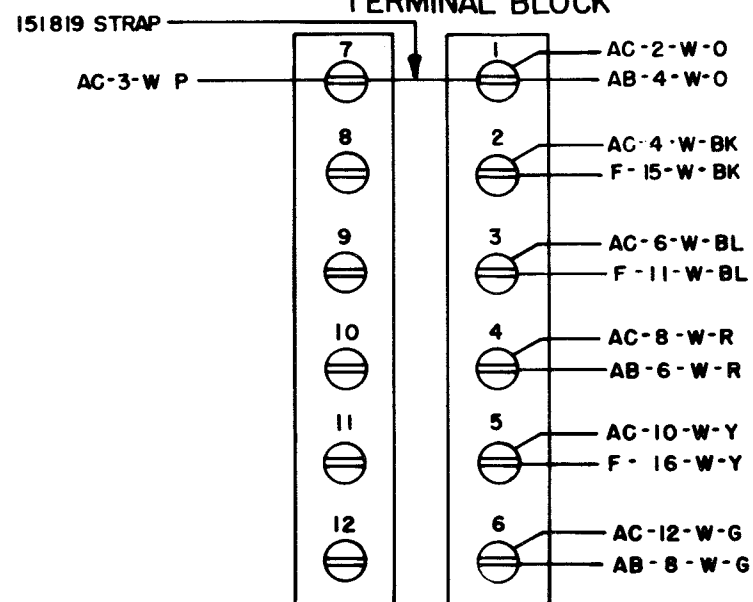 TERMINAL BLOCK
151819 STRAP
7
1
AC-2-W-O
AC-3-W P
AB-4-W-O
8
2
AC-4-W-BK
F-15-W-BK
9
3
AC-6-W-BL
F-11-W-BL
10
4
AC-8-W-R
AB-6-W-R
11
5
AC-10-W-Y
F- 16-W-Y
12
6
AC-12-W-G
AB-8-W-G